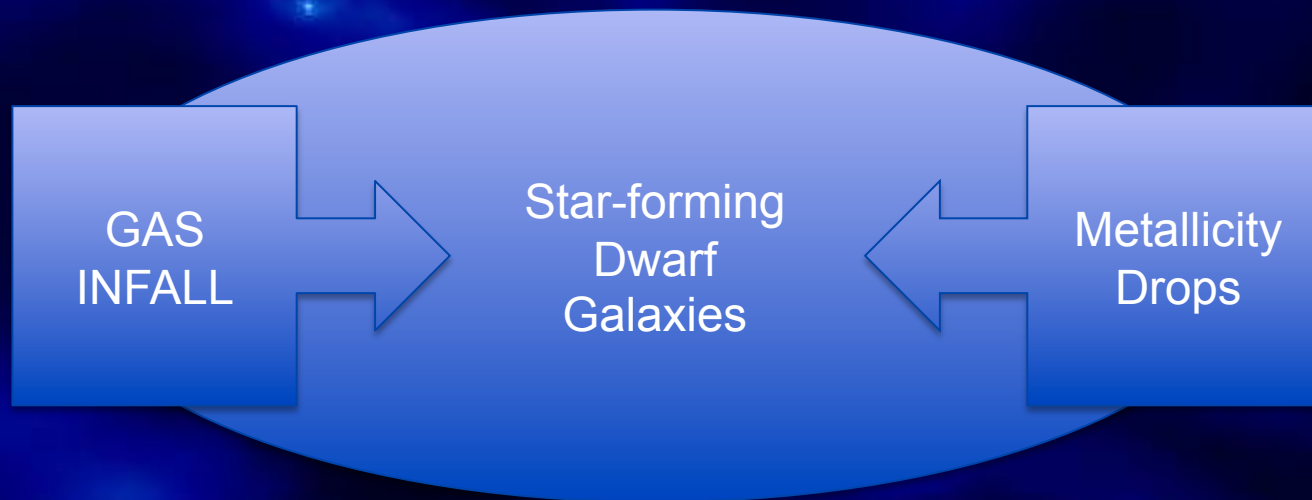 GAS
INFALL
Star-forming
Dwarf
Galaxies
Metallicity
Drops